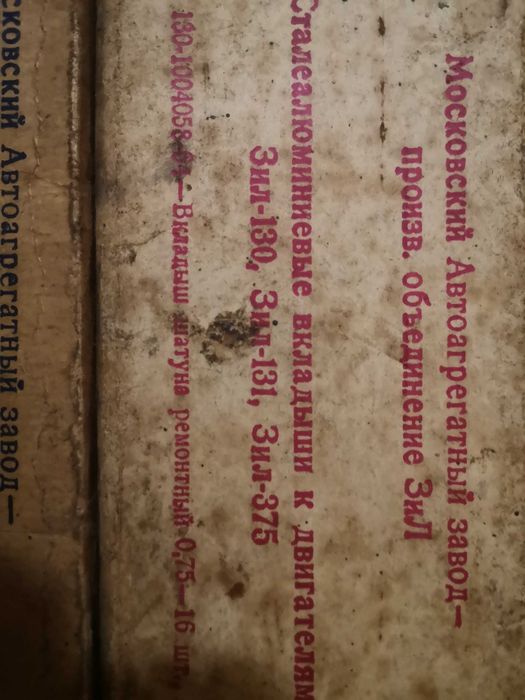 Московский Автоагрегатный завод—
произв. объединение ЗиЛ
Сталеалюминиевые вкладыши к двигателям
Зил-130, Зил-131, Зил-375
130-1004058 —Вкладыш шатуна ремонтный 0,75—16 шт.,
сковский Автоагрегатный завод—